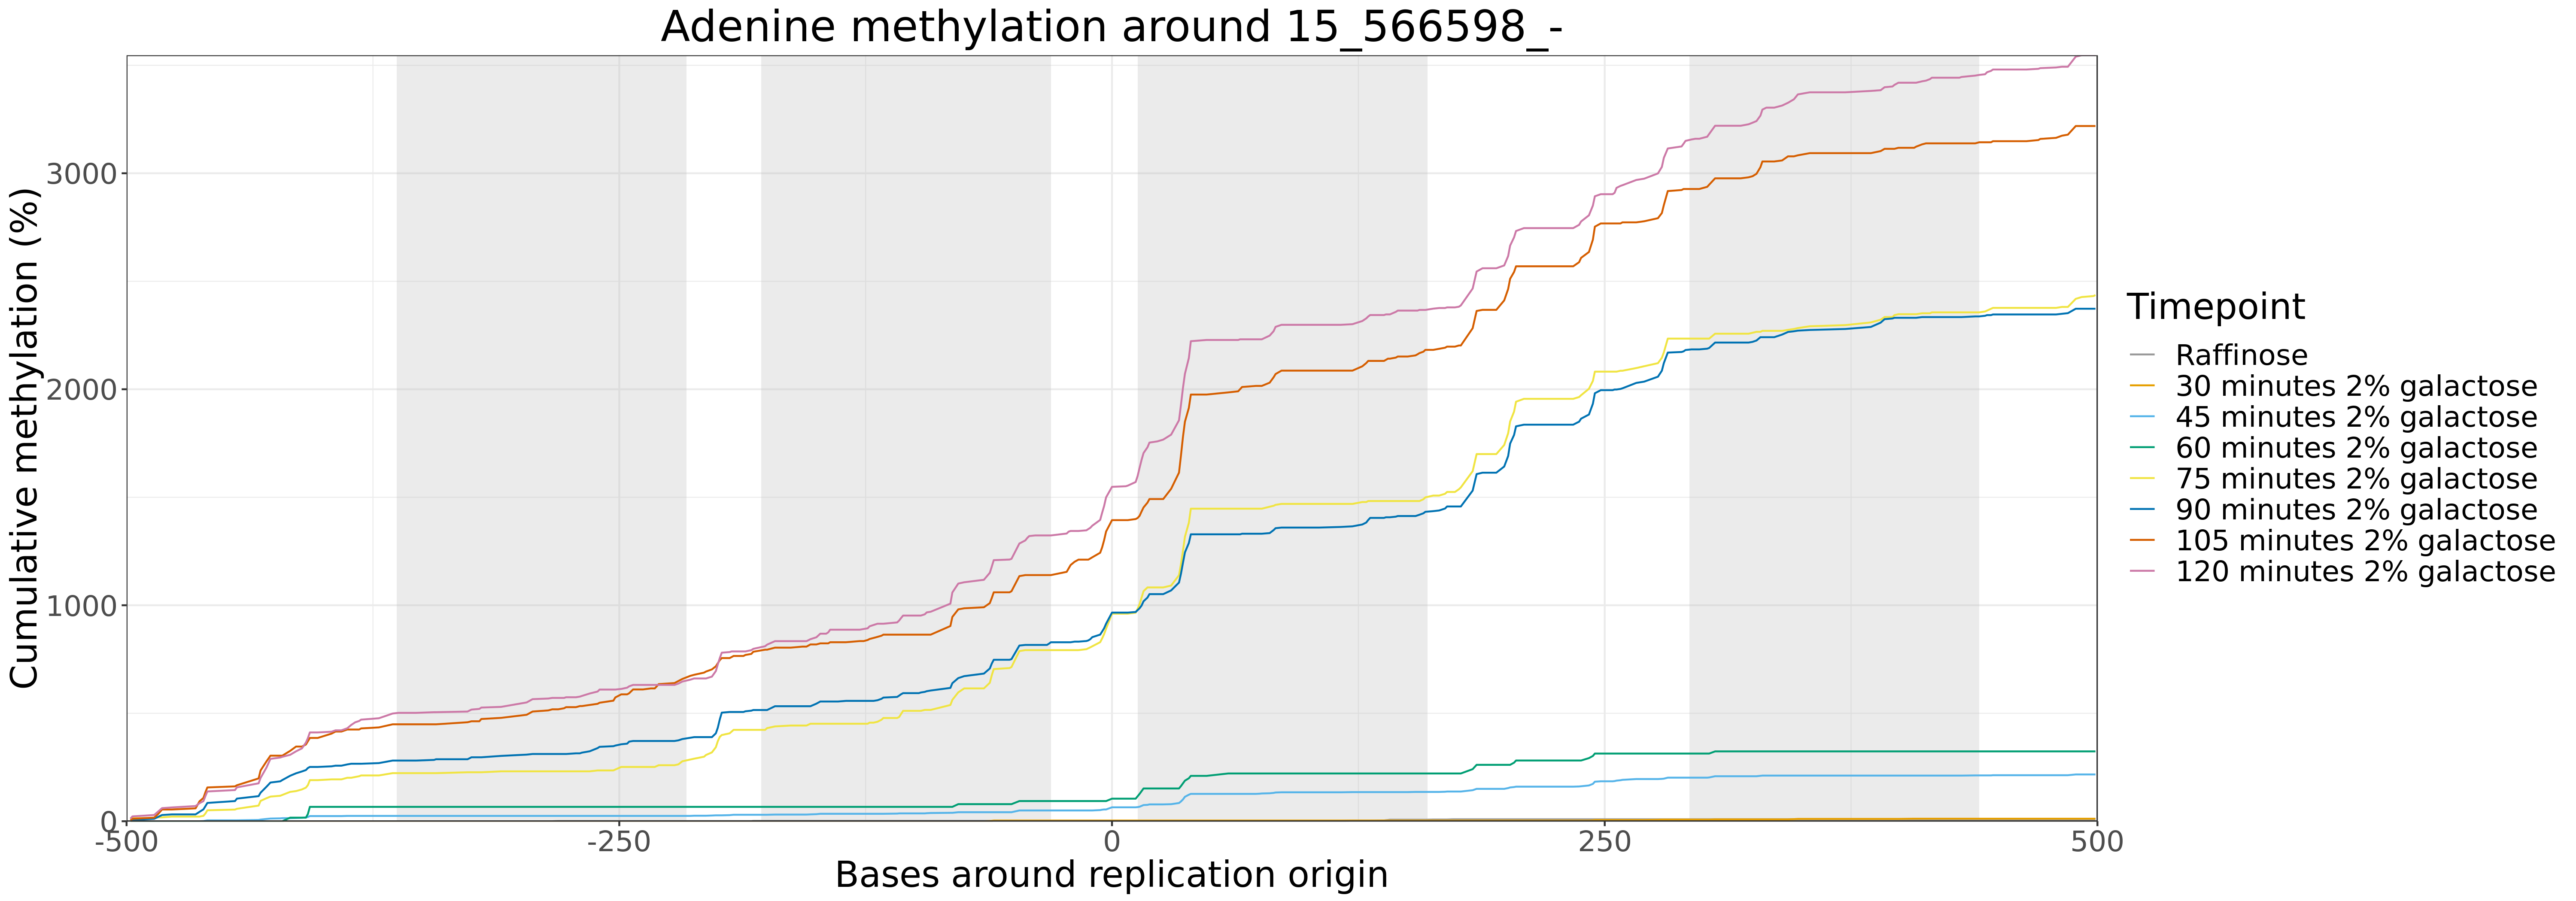 Adenine methylation around 15_566598_-
Cumulative methylation (%)
3000
2000
1000
0
-500
-250
0
250
500
Bases around replication origin
Timepoint
Raffinose
30 minutes 2% galactose
45 minutes 2% galactose
60 minutes 2% galactose
75 minutes 2% galactose
90 minutes 2% galactose
105 minutes 2% galactose
120 minutes 2% galactose